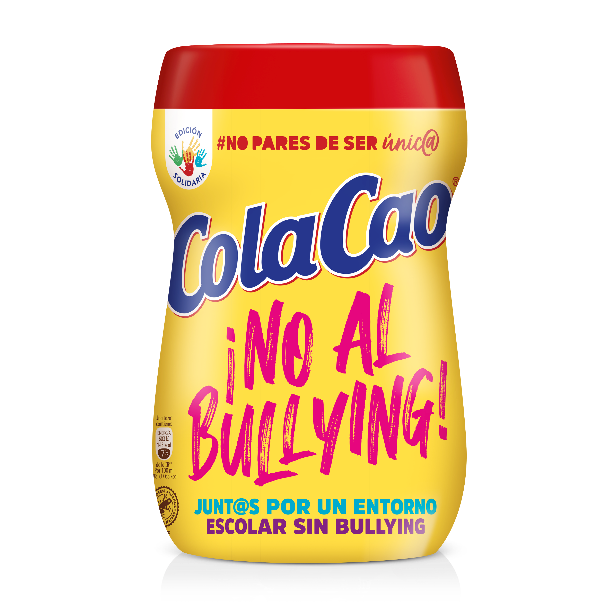 EDICIÓN
SOLIDARIA
#NO PARES DE SER únic@
ColaCao®
¡NO AL
BULLYING!
JUNT@S POR UN ENTORNO
ESCOLAR SIN BULLYING